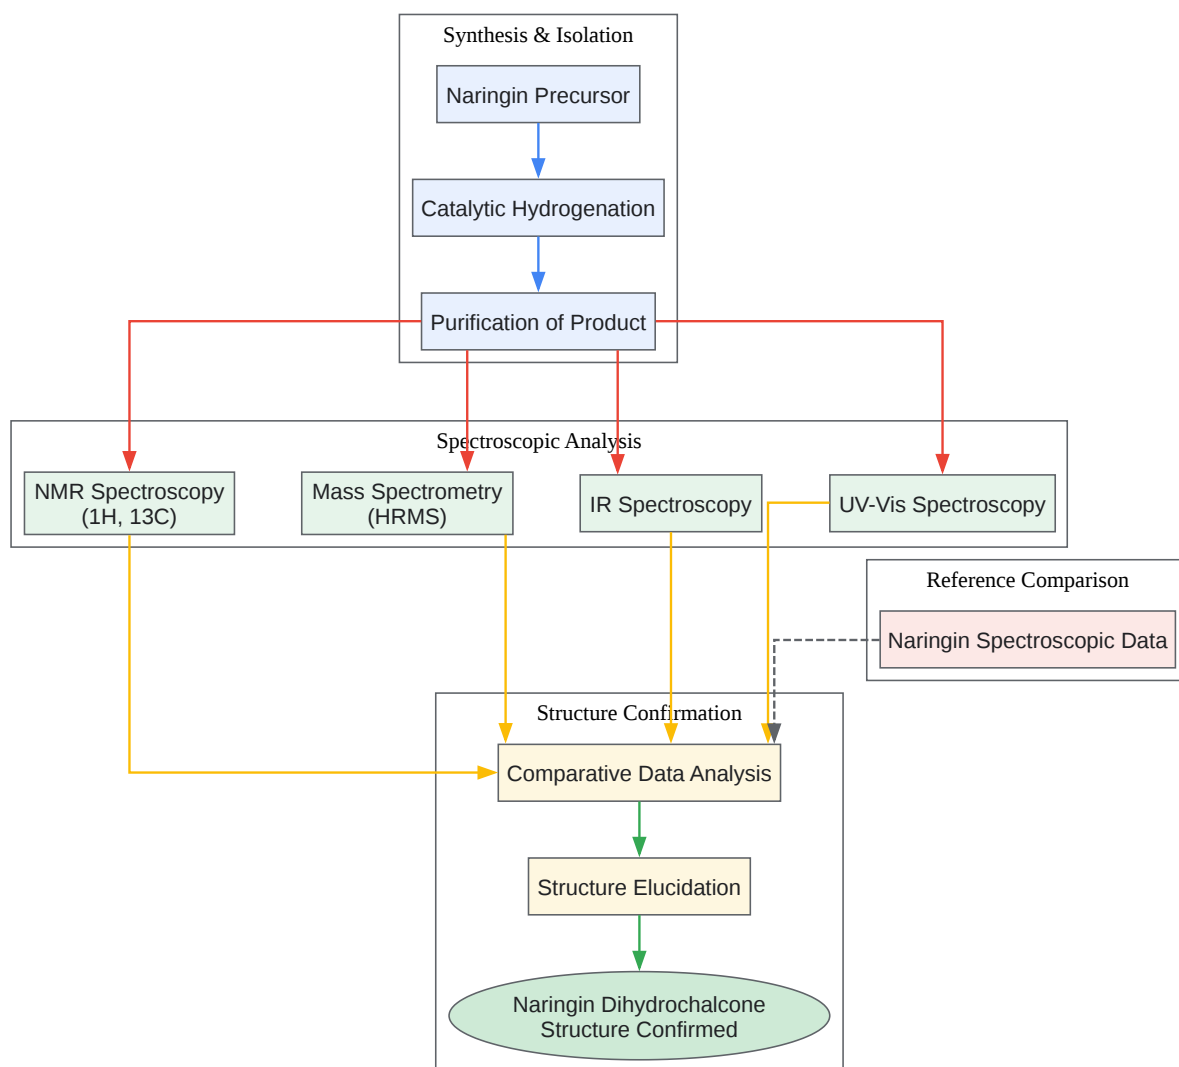 Synthesis & Isolation
Naringin Precursor
Catalytic Hydrogenation
Purification of Product
Spectroscopic Analysis
NMR Spectroscopy
(1H, 13C)
Mass Spectrometry
(HRMS)
IR Spectroscopy
UV-Vis Spectroscopy
Reference Comparison
Naringin Spectroscopic Data
Structure Confirmation
Comparative Data Analysis
Structure Elucidation
Naringin Dihydrochalcone
Structure Confirmed